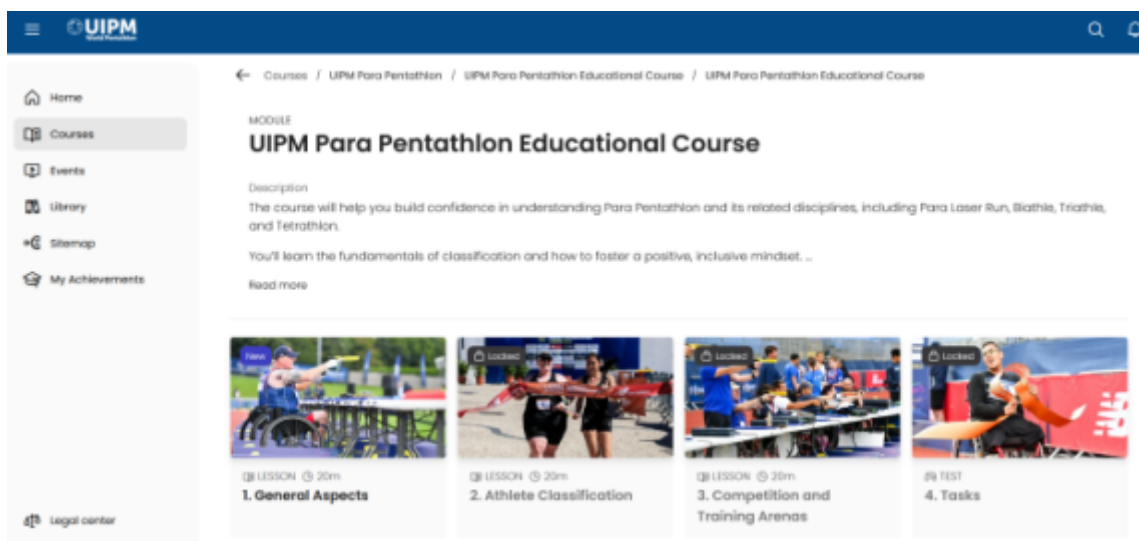 UIPM
World Pentathlon
Courses / UIPM Para Pentathlon / UIPM Para Pentathlon Educational Course / UIPM Para Pentathlon Educational Course
Home
Courses
Events
Library
Sitemap
My Achievements
Legal center
MODULE
UIPM Para Pentathlon Educational Course
Description
The course will help you build confidence in understanding Para Pentathlon and its related disciplines, including Para Laser Run, Biathle, Triathle,
and Tetrathlon.
You'll learn the fundamentals of classification and how to foster a positive, inclusive mindset. ...
Read more
New
LESSON 20m
1. General Aspects
Locked
LESSON 20m
2. Athlete Classification
Locked
LESSON 20m
3. Competition and
Training Arenas
Locked
TEST
4. Tasks